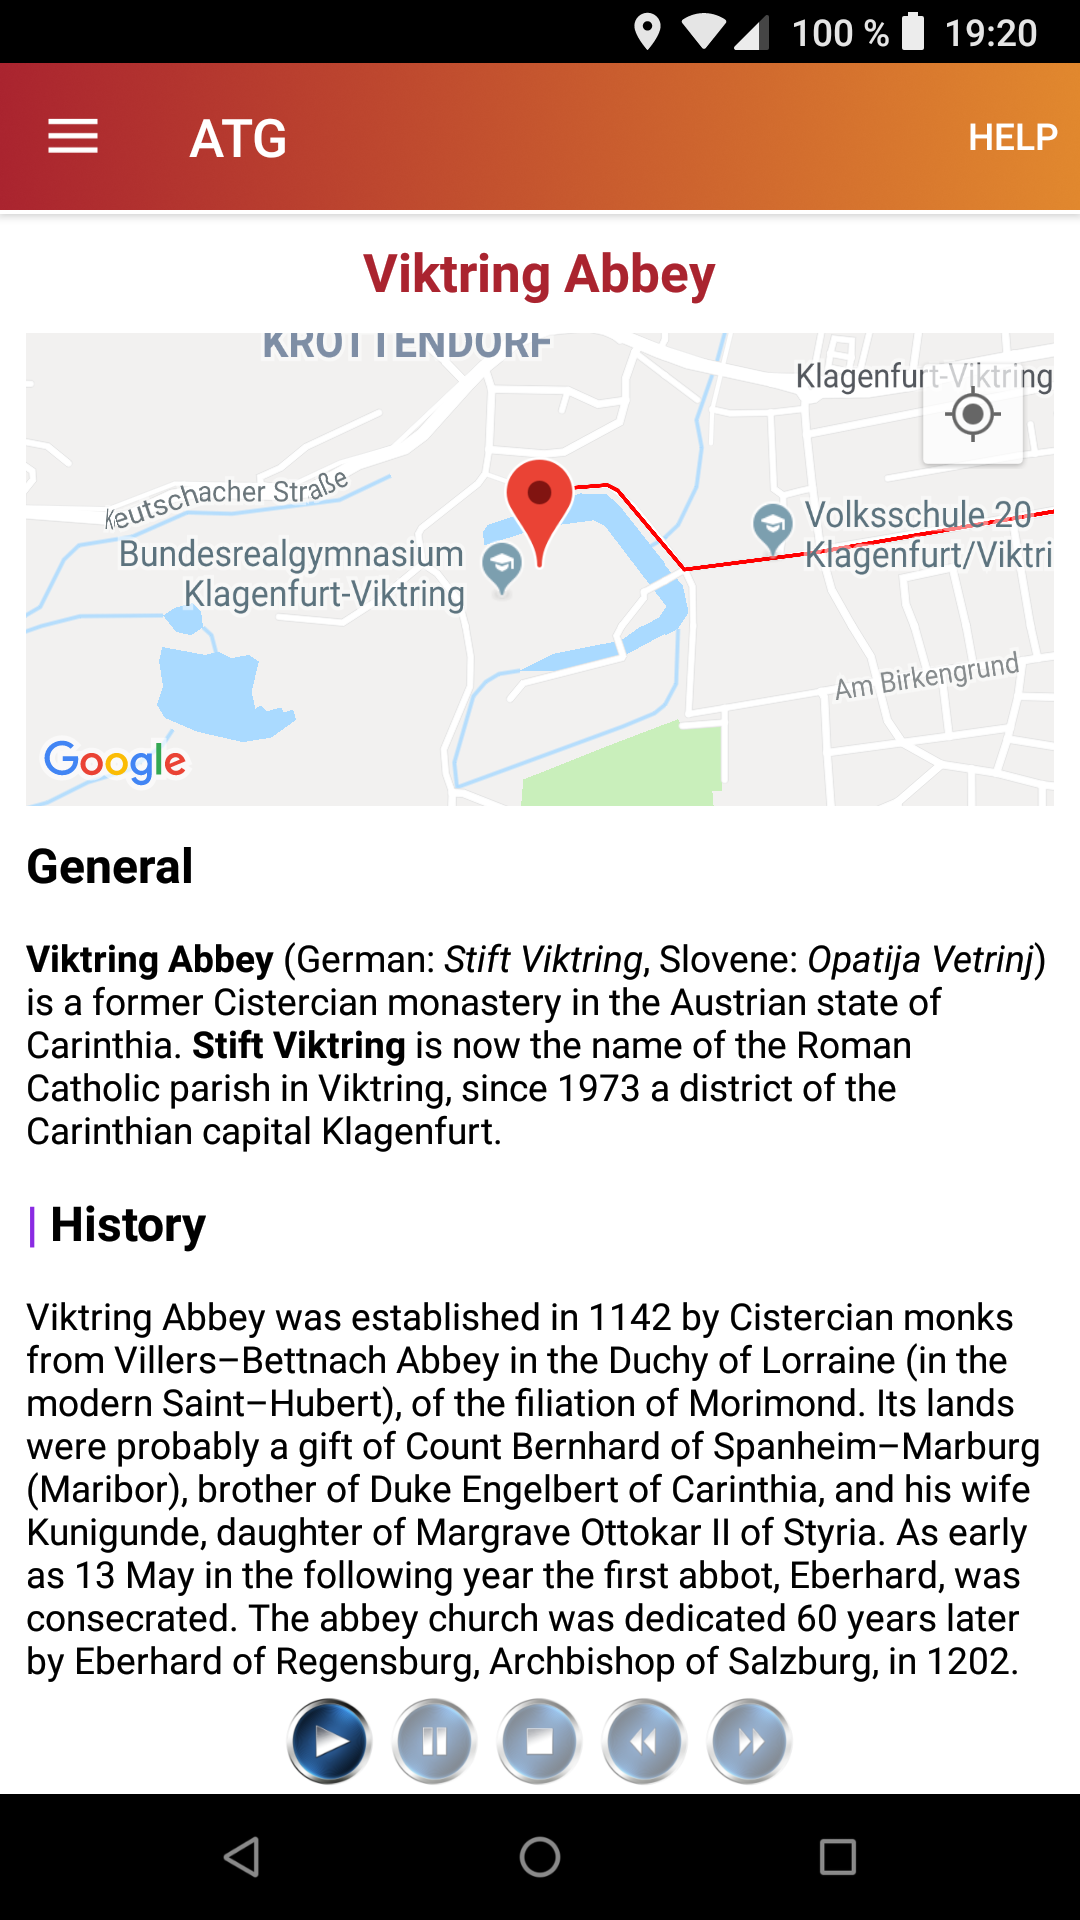 100 % 19:20
ATG HELP
Viktring Abbey
KROTTENDORF
Klagenfurt-Viktring
Keutschacher Straße
Volksschule 20
Klagenfurt/Viktri
Bundesrealgymnasium
Klagenfurt-Viktring
Am Birkengrund
Google
General
Viktring Abbey (German: Stift Viktring, Slovene: Opatija Vetrinj)
is a former Cistercian monastery in the Austrian state of
Carinthia. Stift Viktring is now the name of the Roman
Catholic parish in Viktring, since 1973 a district of the
Carinthian capital Klagenfurt.
| History
Viktring Abbey was established in 1142 by Cistercian monks
from Villers–Bettnach Abbey in the Duchy of Lorraine (in the
modern Saint–Hubert), of the filiation of Morimond. Its lands
were probably a gift of Count Bernhard of Spanheim–Marburg
(Maribor), brother of Duke Engelbert of Carinthia, and his wife
Kunigunde, daughter of Margrave Ottokar II of Styria. As early
as 13 May in the following year the first abbot, Eberhard, was
consecrated. The abbey church was dedicated 60 years later
by Eberhard of Regensburg, Archbishop of Salzburg, in 1202.